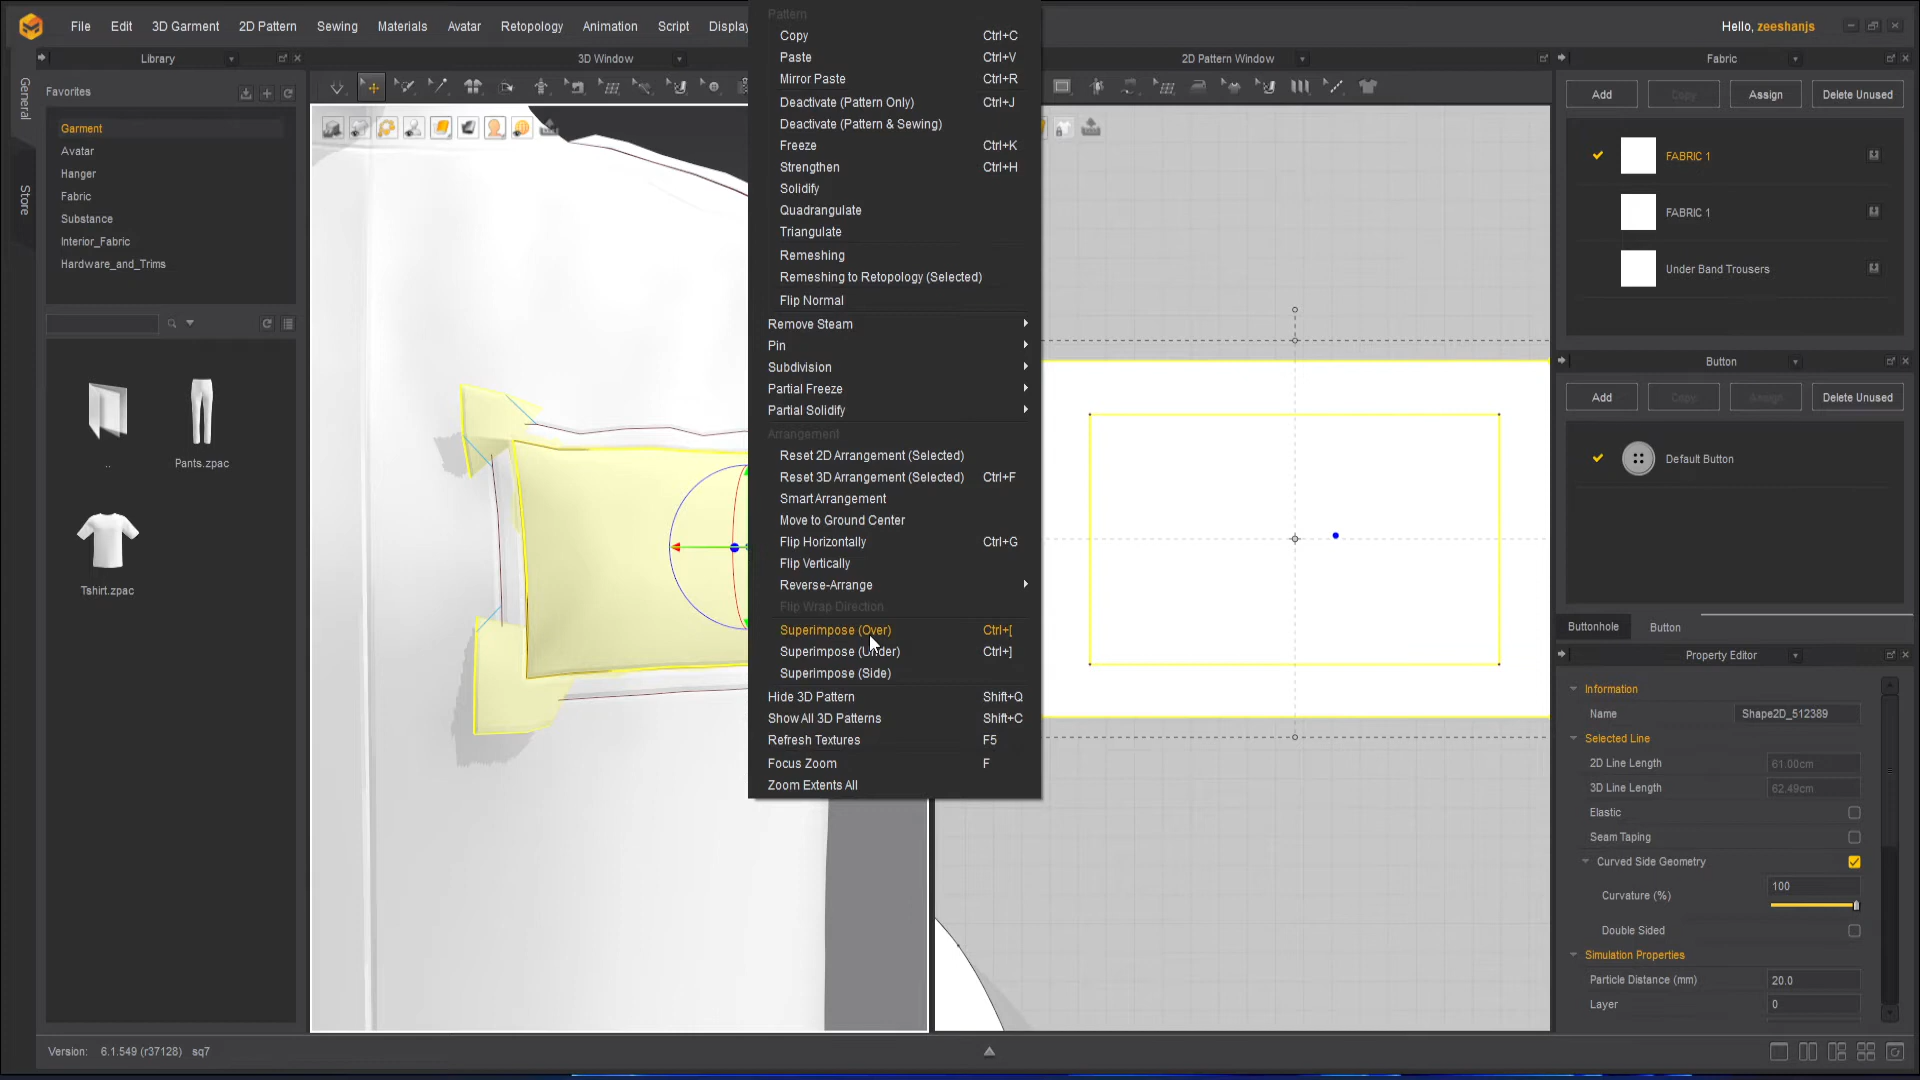 File Edit 3D Garment 2D Pattern Sewing Materials Avatar Retopology Animation Script Display
Hello, zeeshanjs
Library
3D Window
2D Pattern Window
Fabric
General
Store
Favorites
Garment
Avatar
Hanger
Fabric
Substance
Interior_Fabric
Hardware_and_Trims
..
Pants.zpac
Tshirt.zpac
Pattern
Copy Ctrl+C
Paste Ctrl+V
Mirror Paste Ctrl+R
Deactivate (Pattern Only) Ctrl+J
Deactivate (Pattern & Sewing)
Freeze Ctrl+K
Strengthen Ctrl+H
Solidify
Quadrangulate
Triangulate
Remeshing
Remeshing to Retopology (Selected)
Flip Normal
Remove Steam
Pin
Subdivision
Partial Freeze
Partial Solidify
Arrangement
Reset 2D Arrangement (Selected)
Reset 3D Arrangement (Selected) Ctrl+F
Smart Arrangement
Move to Ground Center
Flip Horizontally Ctrl+G
Flip Vertically
Reverse-Arrange
Flip Wrap Direction
Superimpose (Over) Ctrl+[
Superimpose (Under) Ctrl+]
Superimpose (Side)
Hide 3D Pattern Shift+Q
Show All 3D Patterns Shift+C
Refresh Textures F5
Focus Zoom F
Zoom Extents All
Add Copy Assign Delete Unused
FABRIC 1
FABRIC 1
Under Band Trousers
Button
Add Copy Assign Delete Unused
Default Button
Buttonhole Button
Property Editor
Information
Name Shape2D_512389
Selected Line
2D Line Length 61.00cm
3D Line Length 62.49cm
Elastic
Seam Taping
Curved Side Geometry
Curvature (%) 100
Double Sided
Simulation Properties
Particle Distance (mm) 20.0
Layer 0
Version: 6.1.549 (r37128) sq7